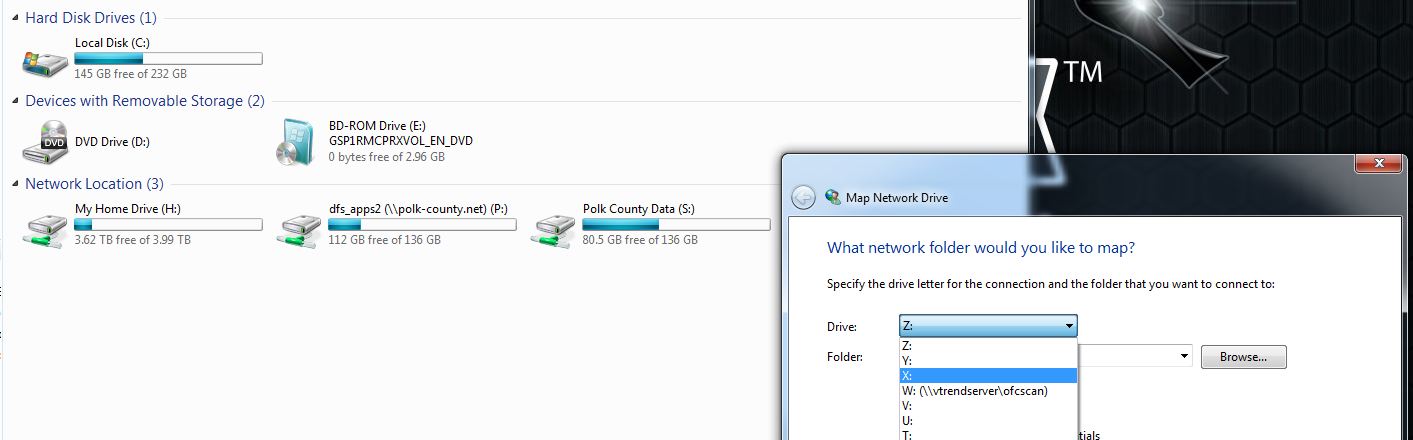 Hard Disk Drives (1)
Local Disk (C:)
145 GB free of 232 GB
Devices with Removable Storage (2)
DVD
DVD Drive (D:)
BD-ROM Drive (E:)
GSP1RMCPRXVOL_EN_DVD
0 bytes free of 2.96 GB
Network Location (3)
My Home Drive (H:)
3.62 TB free of 3.99 TB
dfs_apps2 (\\polk-county.net) (P:)
112 GB free of 136 GB
Polk County Data (S:)
80.5 GB free of 136 GB
TM
Map Network Drive
What network folder would you like to map?
Specify the drive letter for the connection and the folder that you want to connect to:
Drive:
Z:
Z:
Y:
X:
W: (\\vtrendserver\ofcscan)
V:
U:
T:
Folder:
Browse...
tials